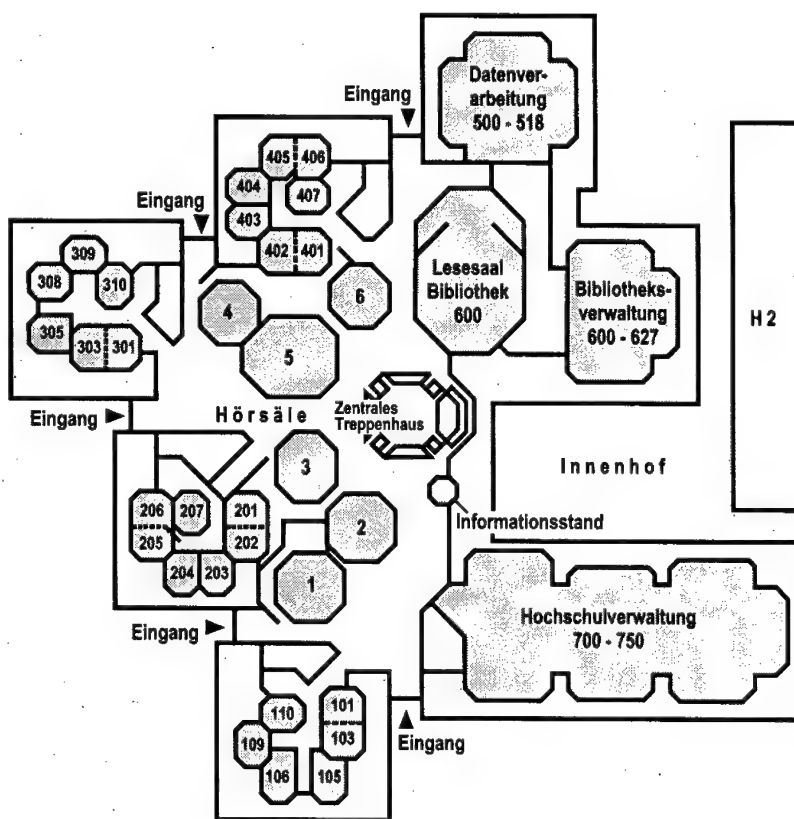 Datenver-
arbeitung
500 - 518
Eingang
405 406
404
407
403
402 401
Eingang
309
308
310
305
303 301
4
5
6
Lesesaal
Bibliothek
600
Bibliotheks-
verwaltung
600 - 627
H 2
Eingang
Hörsäle
Zentrales
Treppenhaus
3
Innenhof
206 207
201
205
202
204 203
2
1
Informationsstand
Eingang
Hochschulverwaltung
700 - 750
110
101
109
103
106
105
Eingang